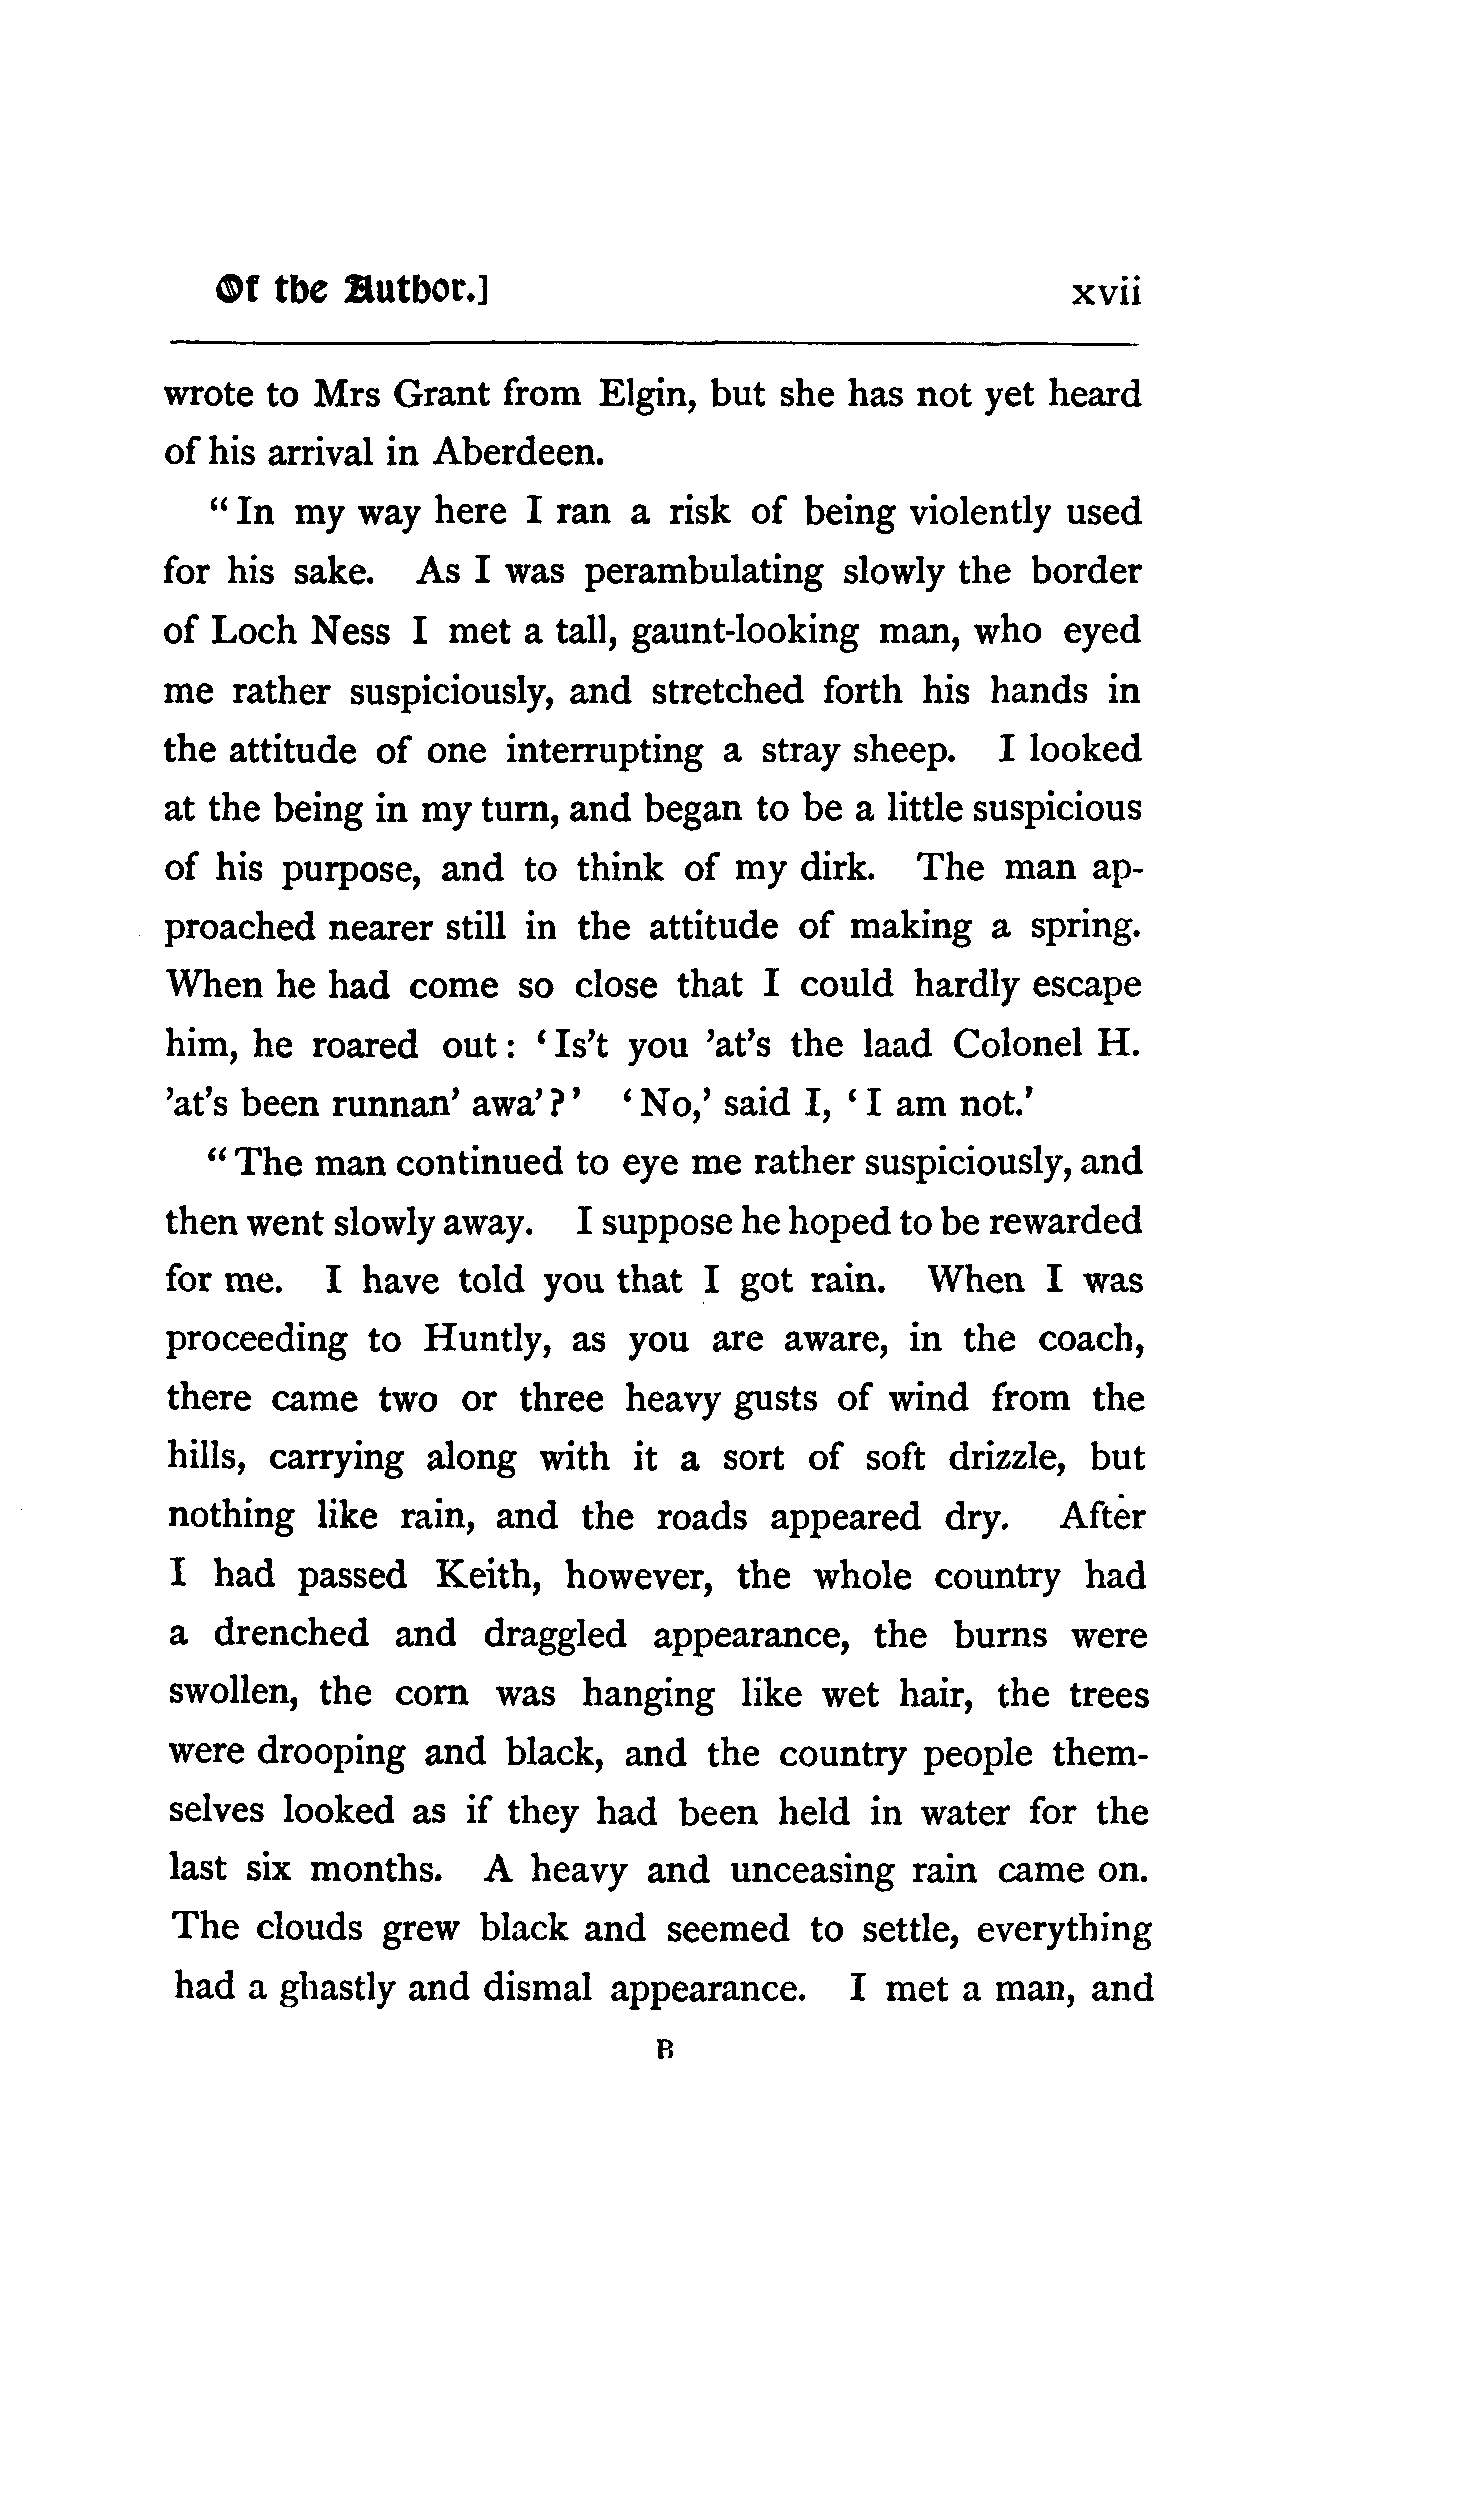 Of the Author.] xvii
wrote to Mrs Grant from Elgin, but she has not yet heard
of his arrival in Aberdeen.
“In my way here I ran a risk of being violently used
for his sake. As I was perambulating slowly the border
of Loch Ness I met a tall, gaunt-looking man, who eyed
me rather suspiciously, and stretched forth his hands in
the attitude of one interrupting a stray sheep. I looked
at the being in my turn, and began to be a little suspicious
of his purpose, and to think of my dirk. The man ap-
proached nearer still in the attitude of making a spring.
When he had come so close that I could hardly escape
him, he roared out: ‘Is’t you ’at’s the laad Colonel H.
’at’s been runnan’ awa’?’ ‘No,’ said I, ‘I am not.’
“The man continued to eye me rather suspiciously, and
then went slowly away. I suppose he hoped to be rewarded
for me. I have told you that I got rain. When I was
proceeding to Huntly, as you are aware, in the coach,
there came two or three heavy gusts of wind from the
hills, carrying along with it a sort of soft drizzle, but
nothing like rain, and the roads appeared dry. After
I had passed Keith, however, the whole country had
a drenched and draggled appearance, the burns were
swollen, the corn was hanging like wet hair, the trees
were drooping and black, and the country people them-
selves looked as if they had been held in water for the
last six months. A heavy and unceasing rain came on.
The clouds grew black and seemed to settle, everything
had a ghastly and dismal appearance. I met a man, and
B